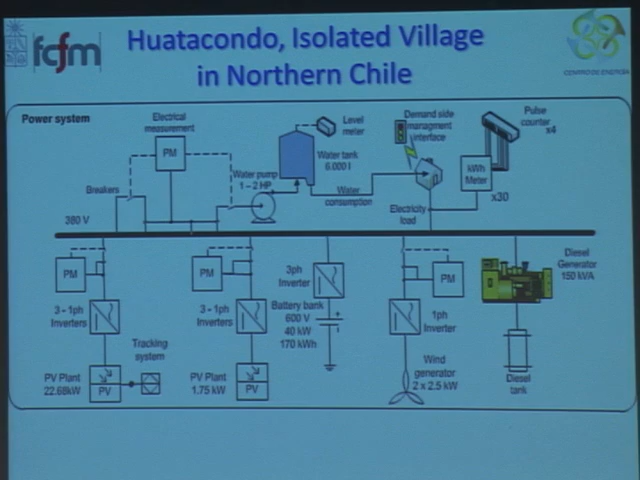 fcfm
Huatacondo, Isolated Village
in Northern Chile
CENTRO DE ENERGIA
Power system
Electrical
measurement
PM
Breakers
380 V
Water pump
1 – 2 HP
Level
meter
Water tank
6.000 l
Water
consumption
Demand side
managment
interface
Electricity
load
kWh
Meter
x30
Pulse
counter
x4
PM
3 – 1ph
Inverters
PV Plant
22.68kW
PV
Tracking
system
PM
3 – 1ph
Inverters
PV Plant
1.75 kW
PV
3ph
Inverter
Battery bank
600 V
40 kW
170 kWh
PM
1ph
Inverter
Wind
generator
2 x 2.5 kW
Diesel
Generator
150 kVA
Diesel
tank